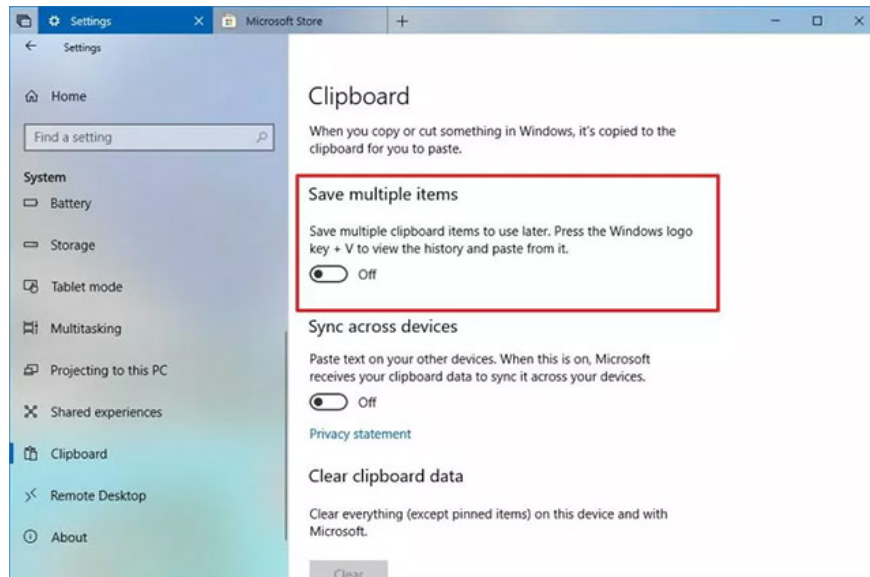 Settings
Microsoft Store
Settings
Home
Find a setting
System
Battery
Storage
Tablet mode
Multitasking
Projecting to this PC
Shared experiences
Clipboard
Remote Desktop
About
Clipboard
When you copy or cut something in Windows, it's copied to the
clipboard for you to paste.
Save multiple items
Save multiple clipboard items to use later. Press the Windows logo
key + V to view the history and paste from it.
Off
Sync across devices
Paste text on your other devices. When this is on, Microsoft
receives your clipboard data to sync it across your devices.
Off
Privacy statement
Clear clipboard data
Clear everything (except pinned items) on this device and with
Microsoft.
Clear